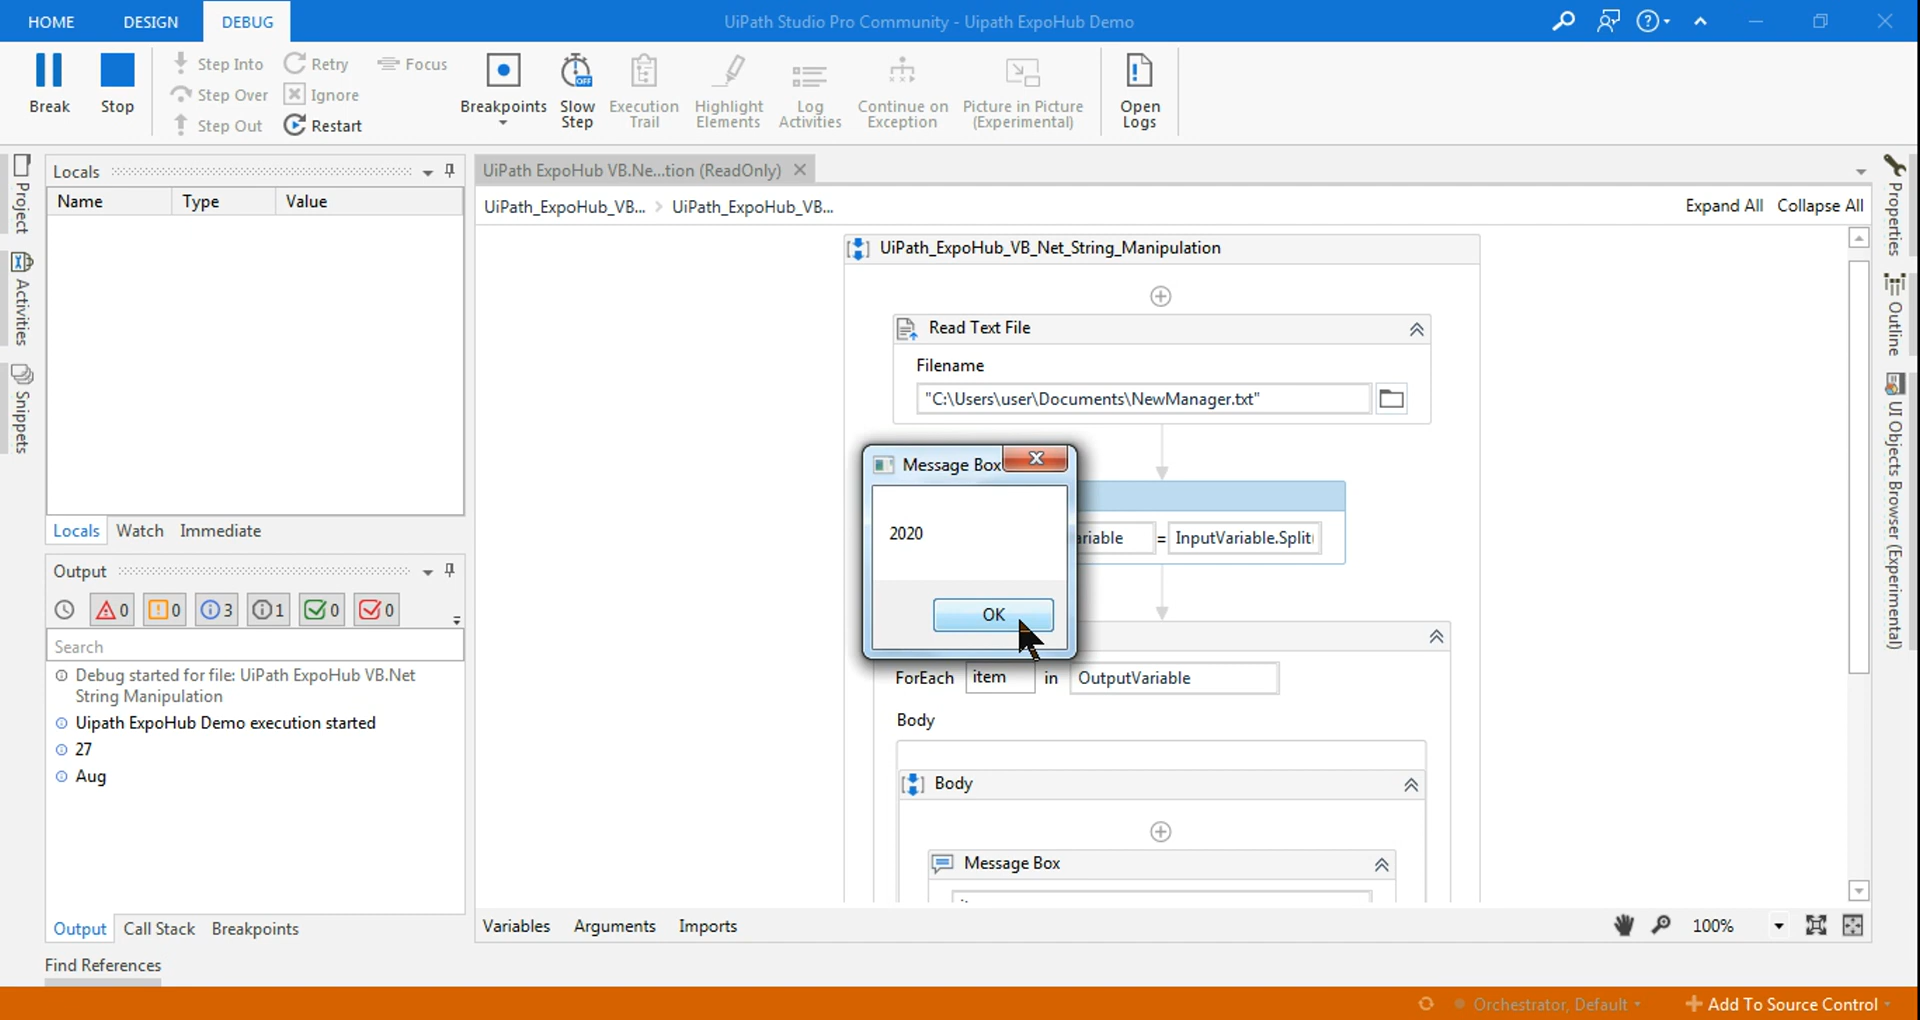 HOME DESIGN DEBUG UiPath Studio Pro Community - Uipath ExpoHub Demo
Break Stop Step Into Step Over Step Out Retry Ignore Restart Focus
Breakpoints Slow Step Execution Trail Highlight Elements Log Activities Continue on Exception Picture in Picture (Experimental) Open Logs
Project
Activities
Snippets
Locals
Name Type Value
Locals Watch Immediate
Output
0 0 3 1 0 0
Search
Debug started for file: UiPath ExpoHub VB.Net
String Manipulation
Uipath ExpoHub Demo execution started
27
Aug
Output Call Stack Breakpoints
Find References
UiPath ExpoHub VB.Ne...tion (ReadOnly)
UiPath_ExpoHub_VB... > UiPath_ExpoHub_VB...
Expand All Collapse All
UiPath_ExpoHub_VB_Net_String_Manipulation
Read Text File
Filename
"C:\Users\user\Documents\NewManager.txt"
Message Box
2020
OK
ariable = InputVariable.Split(
ForEach item in OutputVariable
Body
Body
Message Box
Variables Arguments Imports
100%
Properties
Outline
UI Objects Browser (Experimental)
Orchestrator, Default
Add To Source Control